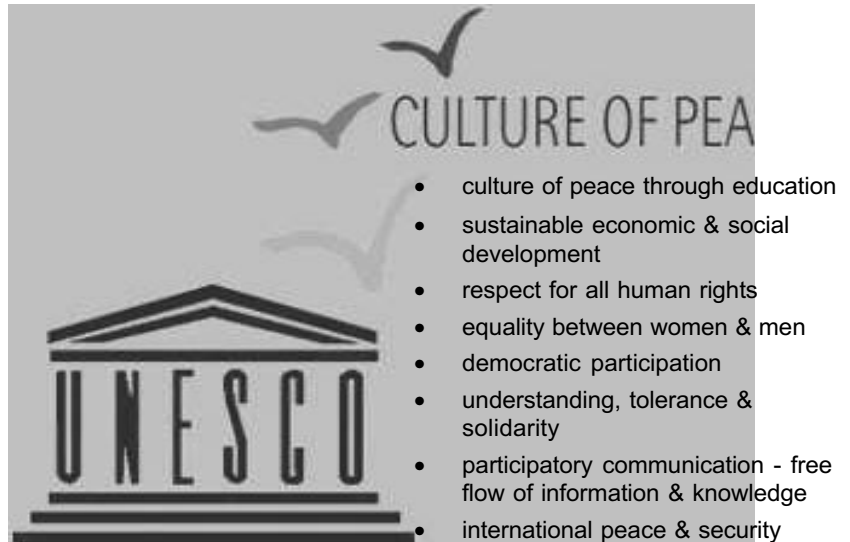 CULTURE OF PEA
• culture of peace through education
• sustainable economic & social
development
• respect for all human rights
• equality between women & men
• democratic participation
• understanding, tolerance &
solidarity
• participatory communication - free
flow of information & knowledge
• international peace & security
UNESCO